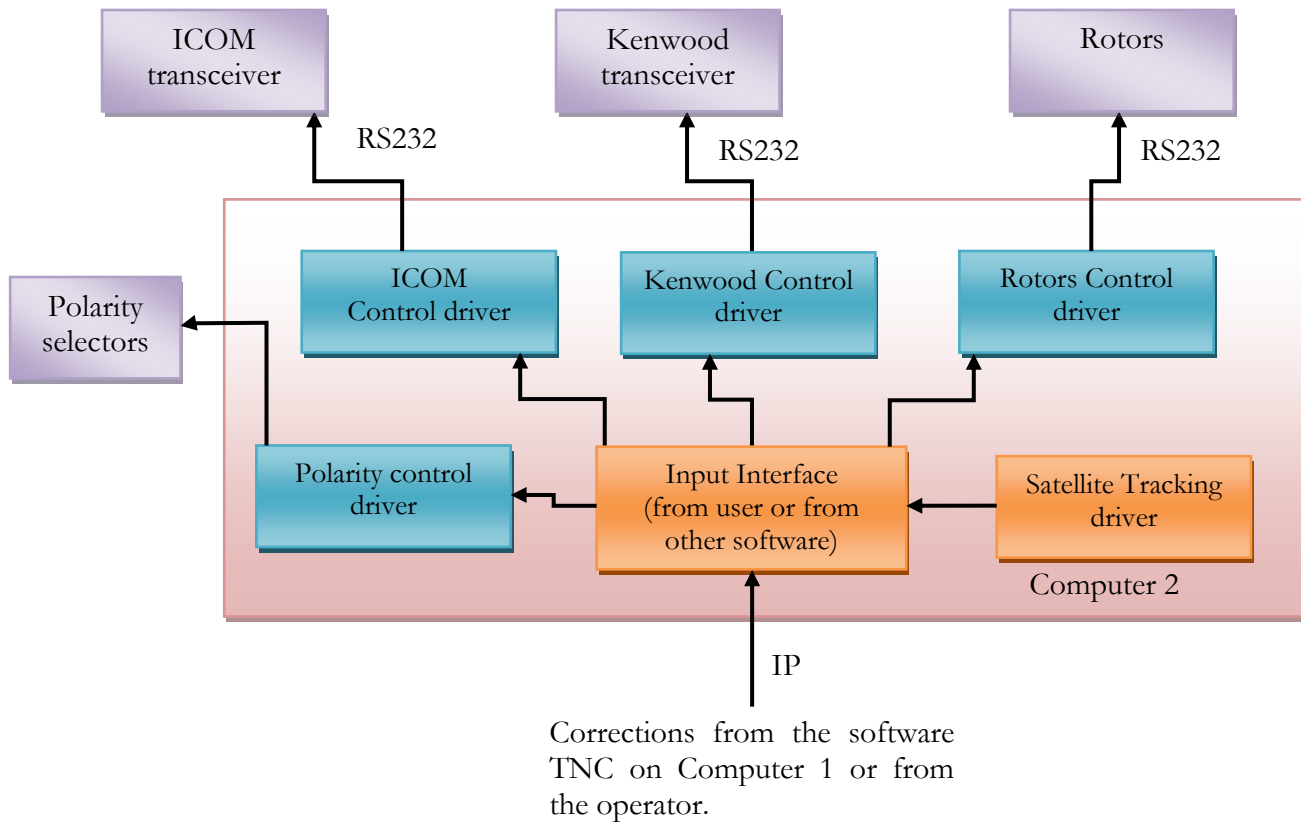 ICOM
transceiver
Kenwood
transceiver
Rotors
RS232
RS232
RS232
ICOM
Control driver
Kenwood Control
driver
Rotors Control
driver
Polarity
selectors
Polarity control
driver
Input Interface
(from user or from
other software)
Satellite Tracking
driver
Computer 2
IP
Corrections from the software
TNC on Computer 1 or from
the operator.